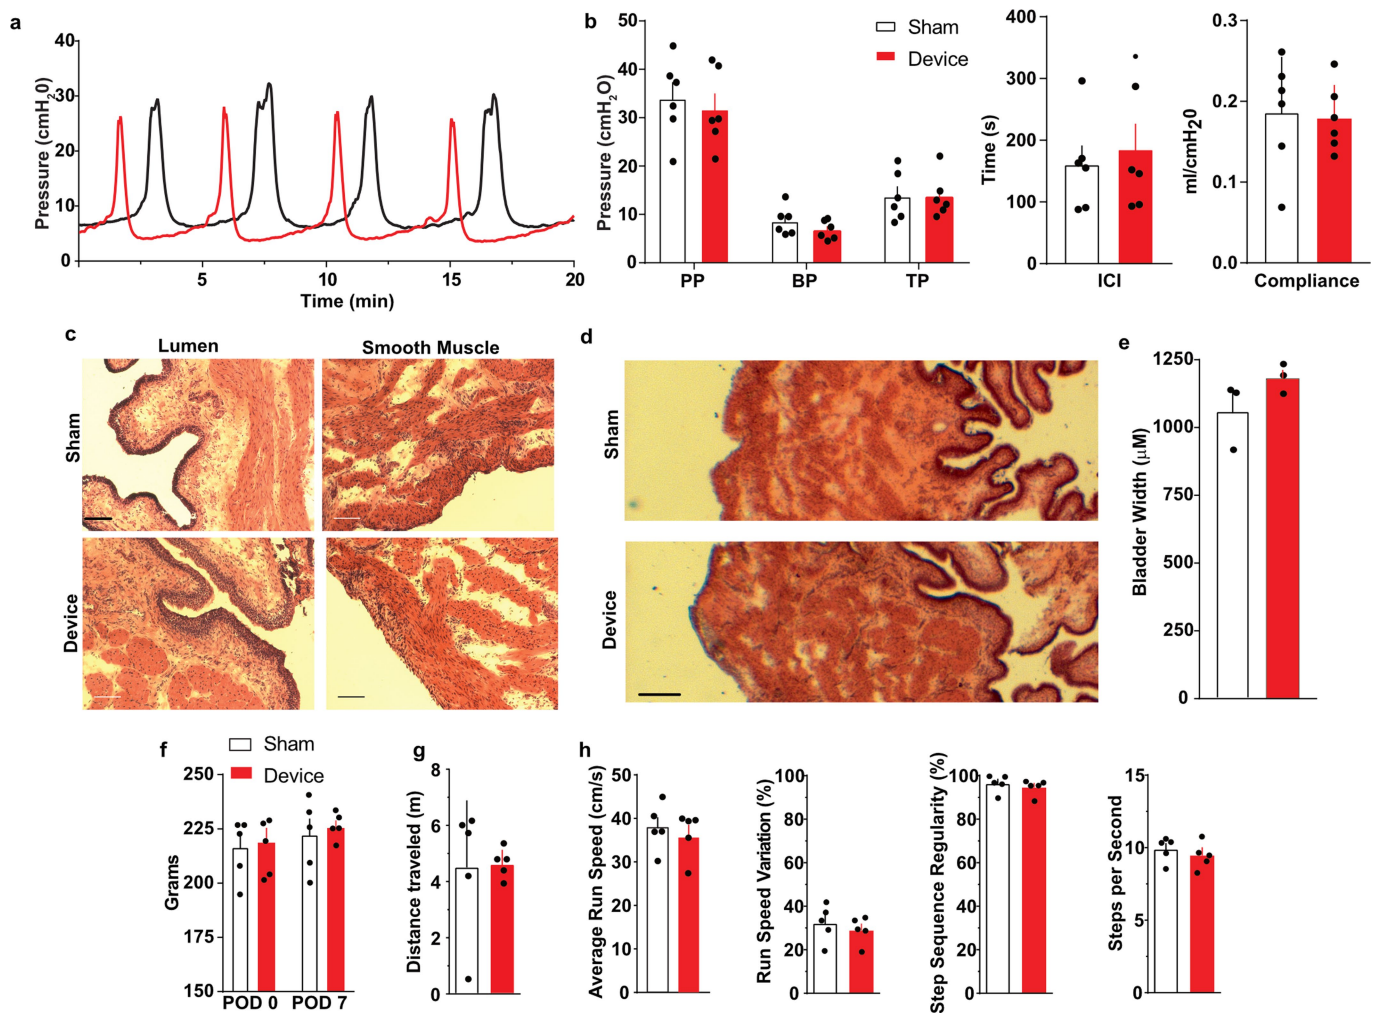 a
Pressure (cmH20)
40
30
20
10
0
5
10
15
20
Time (min)
b
Sham
Device
Pressure (cmH2O)
50
40
30
20
10
0
PP
BP
TP
Time (s)
400
300
200
100
0
ICI
ml/cmH20
0.3
0.2
0.1
0.0
Compliance
c
Lumen
Smooth Muscle
Sham
Device
d
Sham
Device
e
Bladder Width (µM)
1250
1000
750
500
250
0
f
Sham
Device
Grams
250
225
200
175
150
POD 0
POD 7
g
Distance traveled (m)
8
6
4
2
0
h
Average Run Speed (cm/s)
50
40
30
20
10
0
Run Speed Variation (%)
100
80
60
40
20
0
Step Sequence Regularity (%)
100
80
60
40
20
0
Steps per Second
15
10
5
0